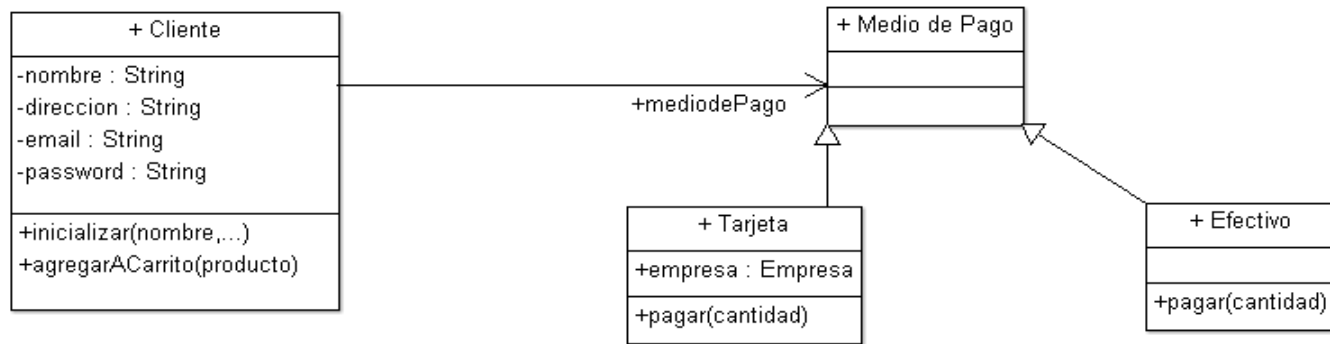 + Cliente
-nombre : String
-direccion : String
-email : String
-password : String
+inicializar(nombre,...)
+agregarACarrito(producto)
+mediodePago
+ Medio de Pago
+ Tarjeta
+empresa : Empresa
+pagar(cantidad)
+ Efectivo
+pagar(cantidad)